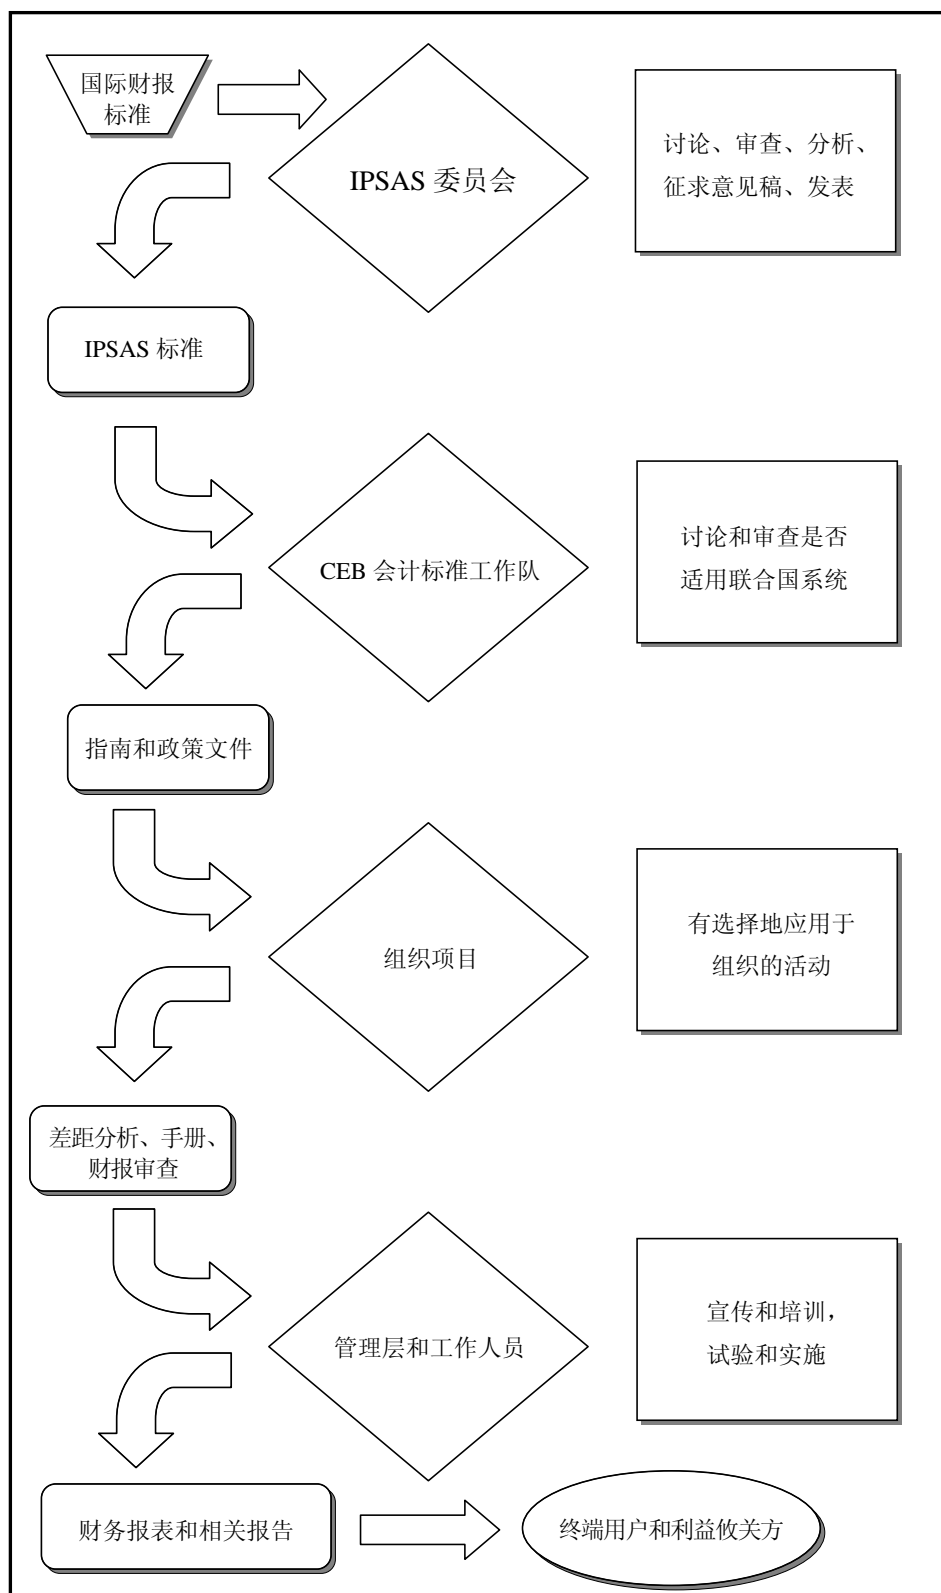 国际财报
标准
IPSAS 委员会
讨论、审查、分析、
征求意见稿、发表
IPSAS 标准
CEB 会计标准工作队
讨论和审查是否
适用联合国系统
指南和政策文件
组织项目
有选择地应用于
组织的活动
差距分析、手册、
财报审查
管理层和工作人员
宣传和培训，
试验和实施
财务报表和相关报告
终端用户和利益攸关方